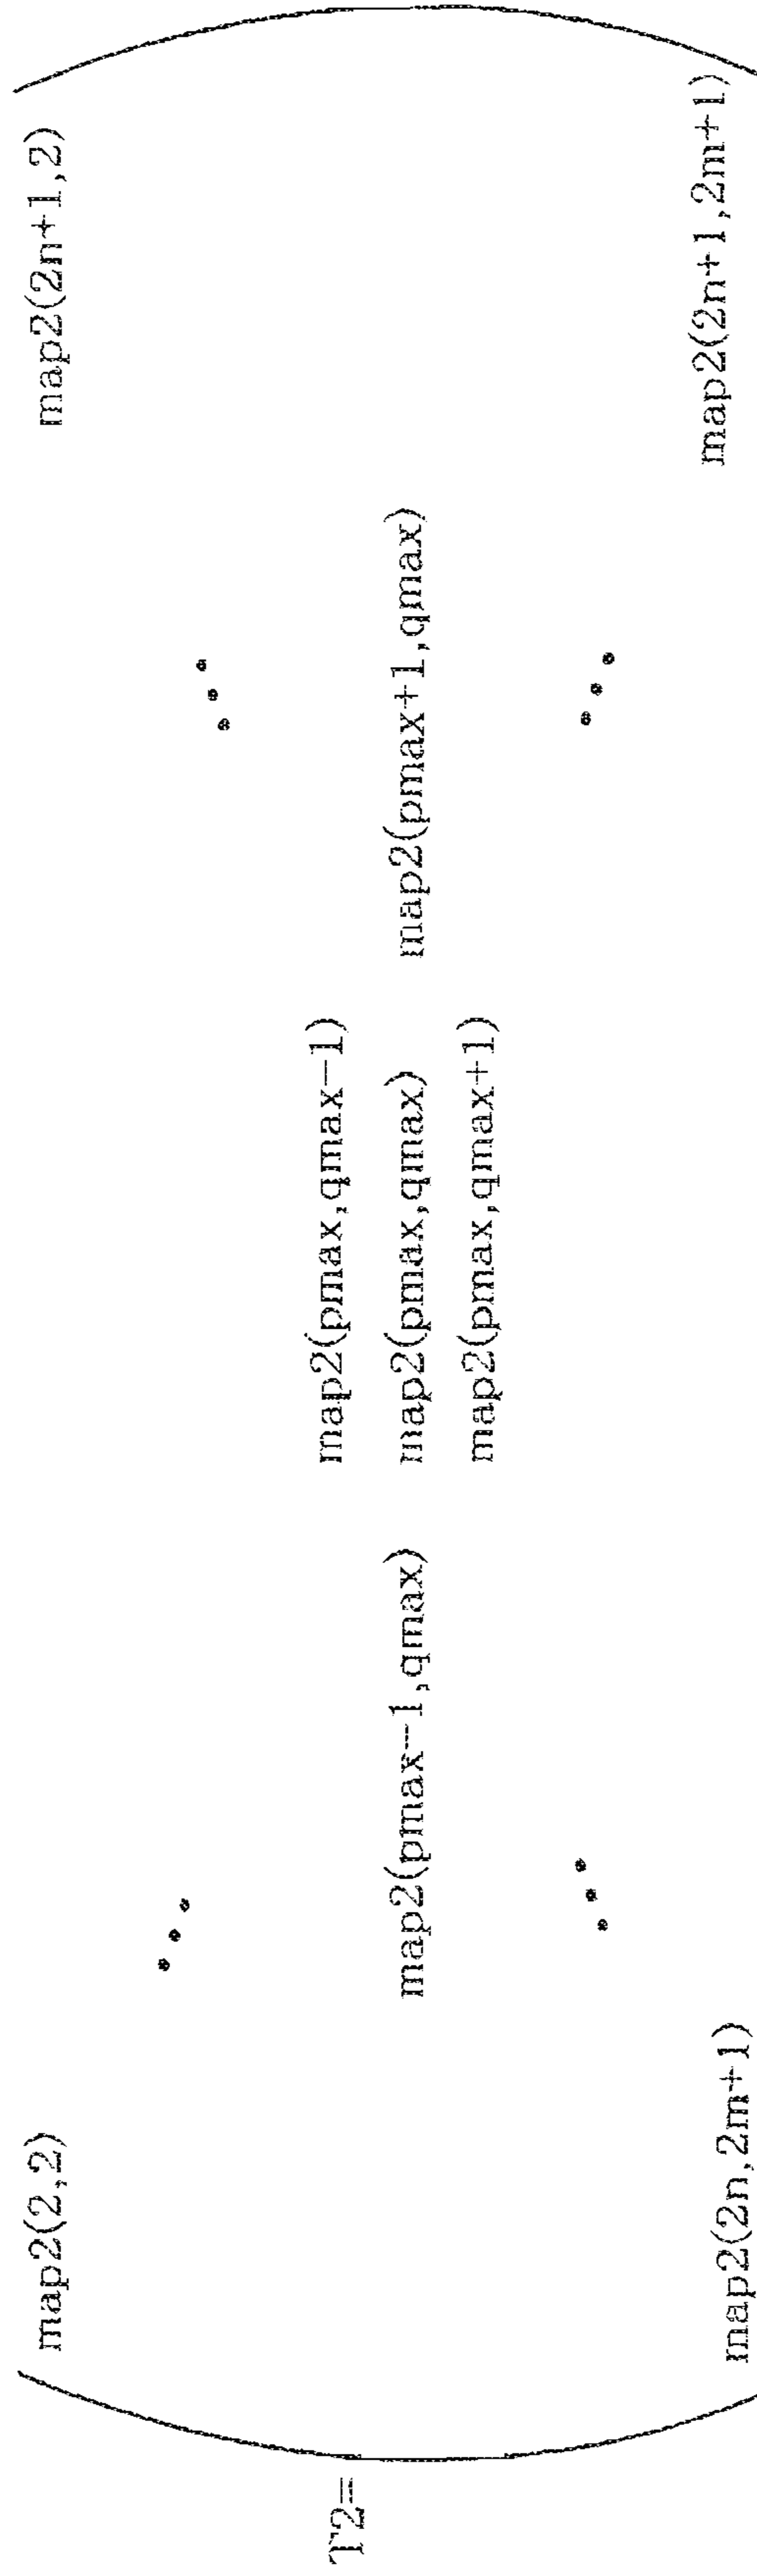 map2(2,2) map2(2n+1,2)
map2(pmax,qmax-1)
T2= map2(pmax-1,qmax) map2(pmax,qmax) map2(pmax+1,qmax)
map2(pmax,qmax+1)
map2(2n,2m+1) map2(2n+1,2m+1)